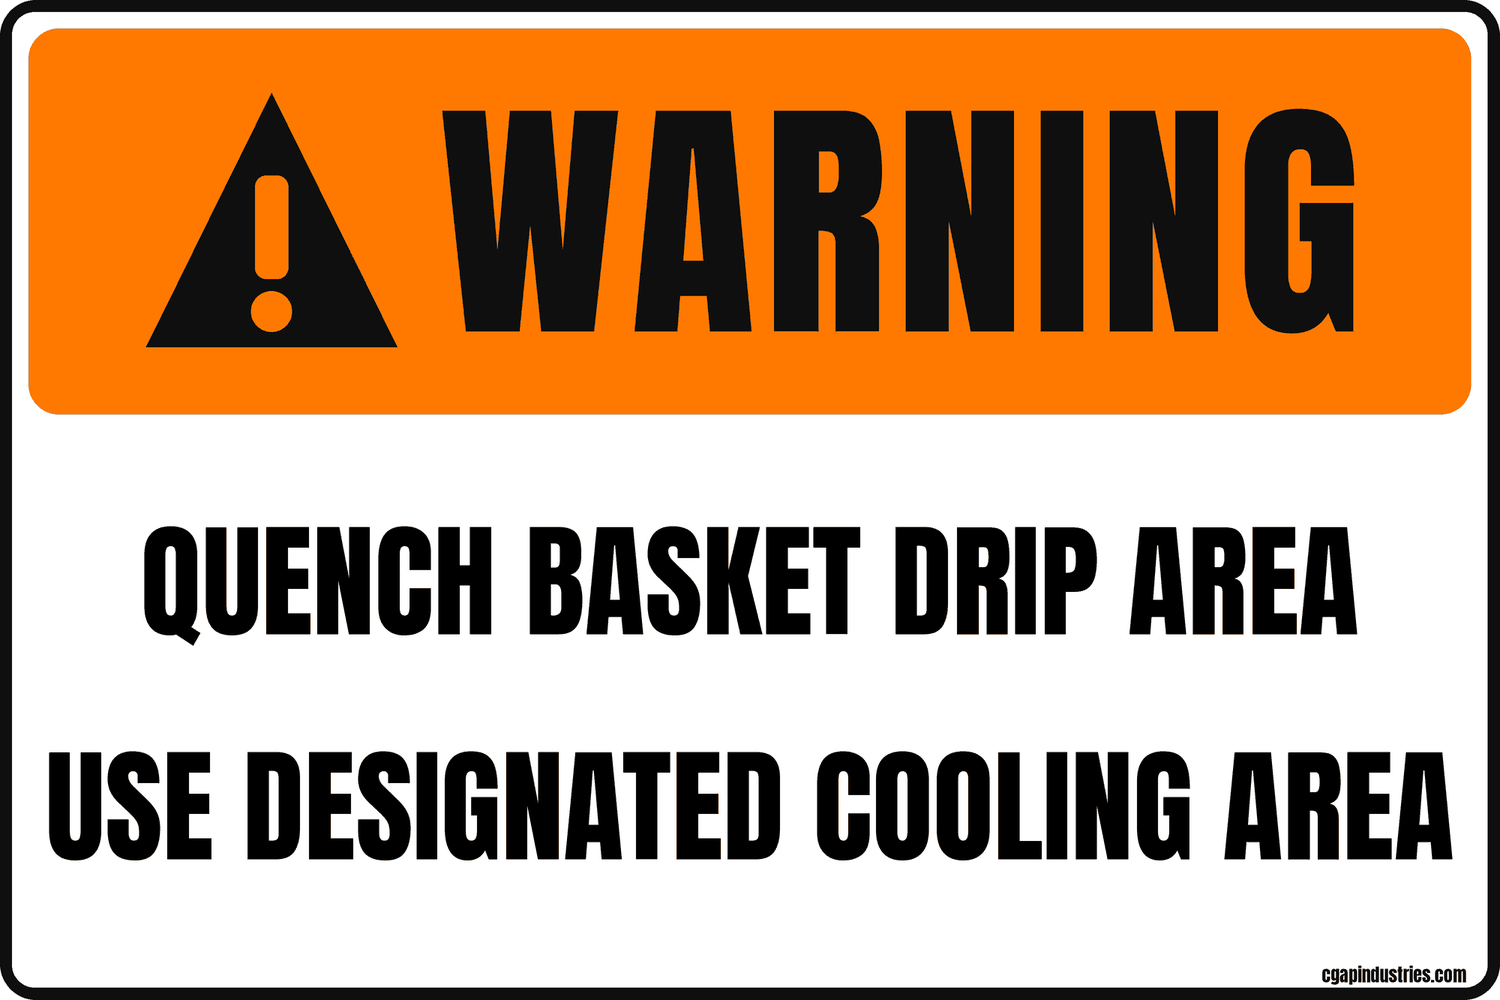 WARNING
QUENCH BASKET DRIP AREA
USE DESIGNATED COOLING AREA
cgapindustries.com